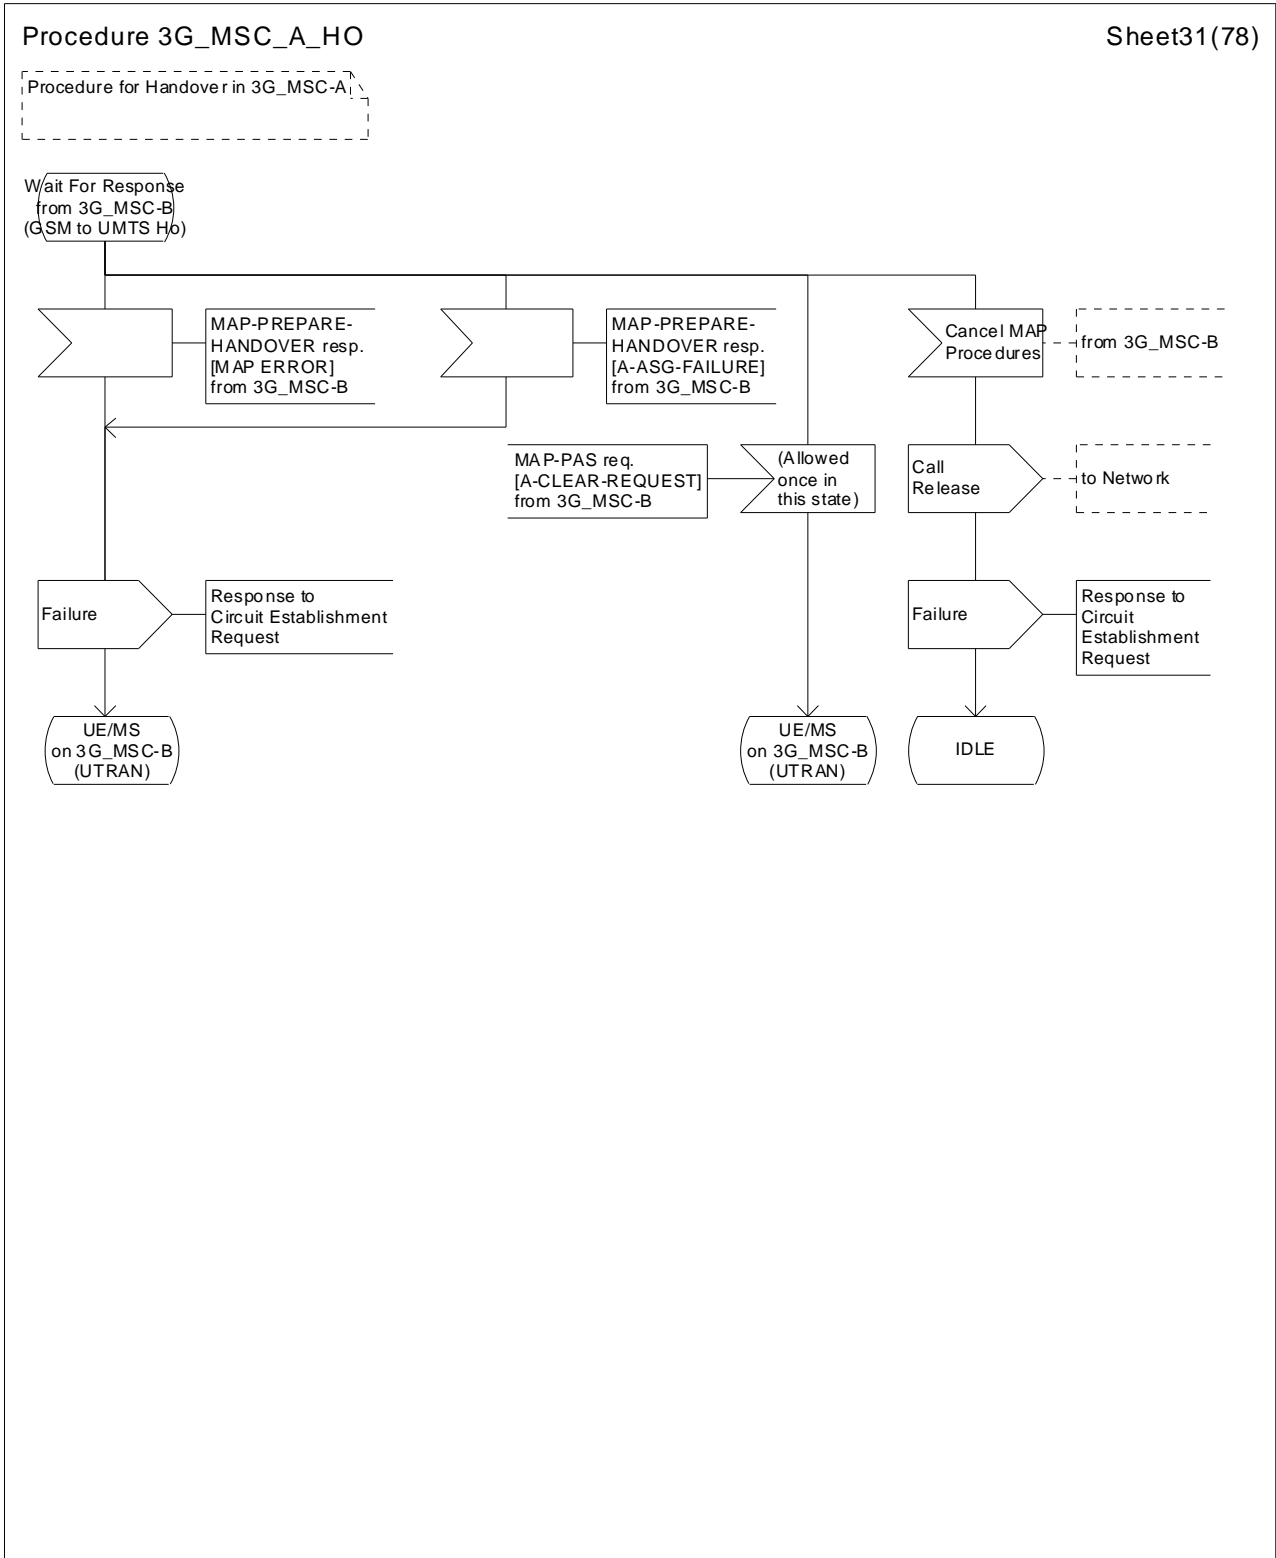 Procedure 3G_MSC_A_HO
Sheet31(78)
Procedure for Handover in 3G_MSC-A
Wait For Response
from 3G_MSC-B
(GSM to UMTS Ho)
MAP-PREPARE-
HANDOVER resp.
[MAP ERROR]
from 3G_MSC-B
MAP-PREPARE-
HANDOVER resp.
[A-ASG-FAILURE]
from 3G_MSC-B
Cancel MAP
Procedures
from 3G_MSC-B
MAP-PAS req.
[A-CLEAR-REQUEST]
from 3G_MSC-B
(Allowed
once in
this state)
Call
Release
to Network
Failure
Response to
Circuit Establishment
Request
Failure
Response to
Circuit
Establishment
Request
UE/MS
on 3G_MSC-B
(UTRAN)
UE/MS
on 3G_MSC-B
(UTRAN)
IDLE